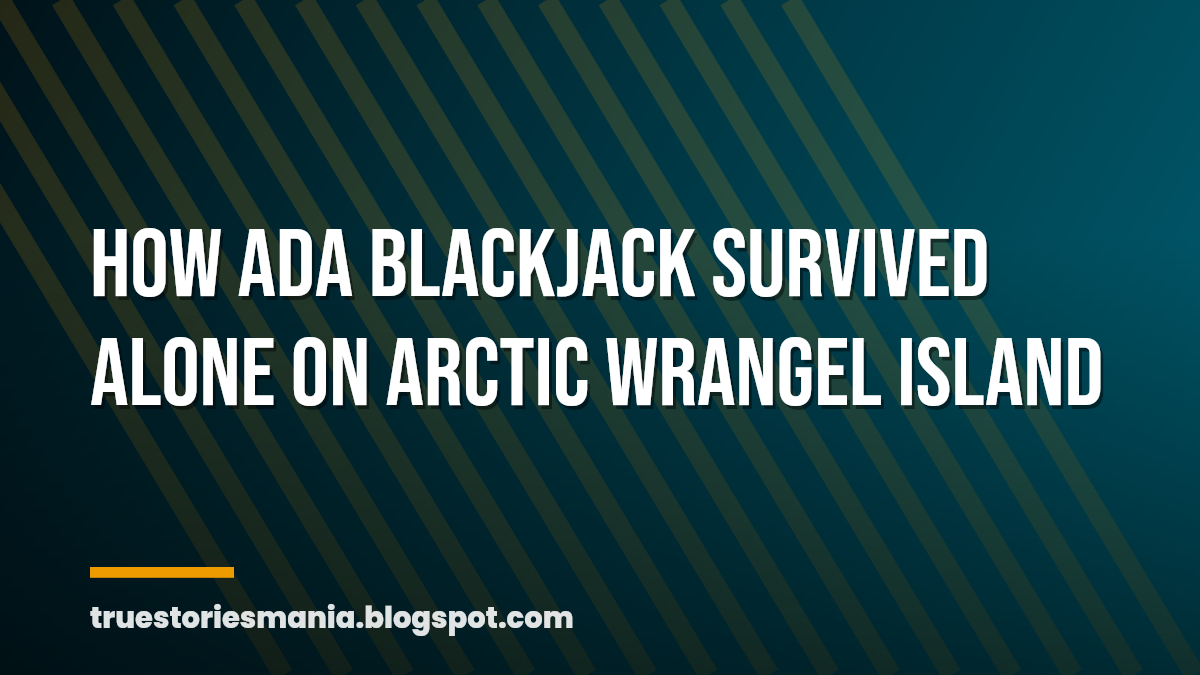 HOW ADA BLACKJACK SURVIVED
ALONE ON ARCTIC WRANGEL ISLAND
truestoriesmania.blogspot.com